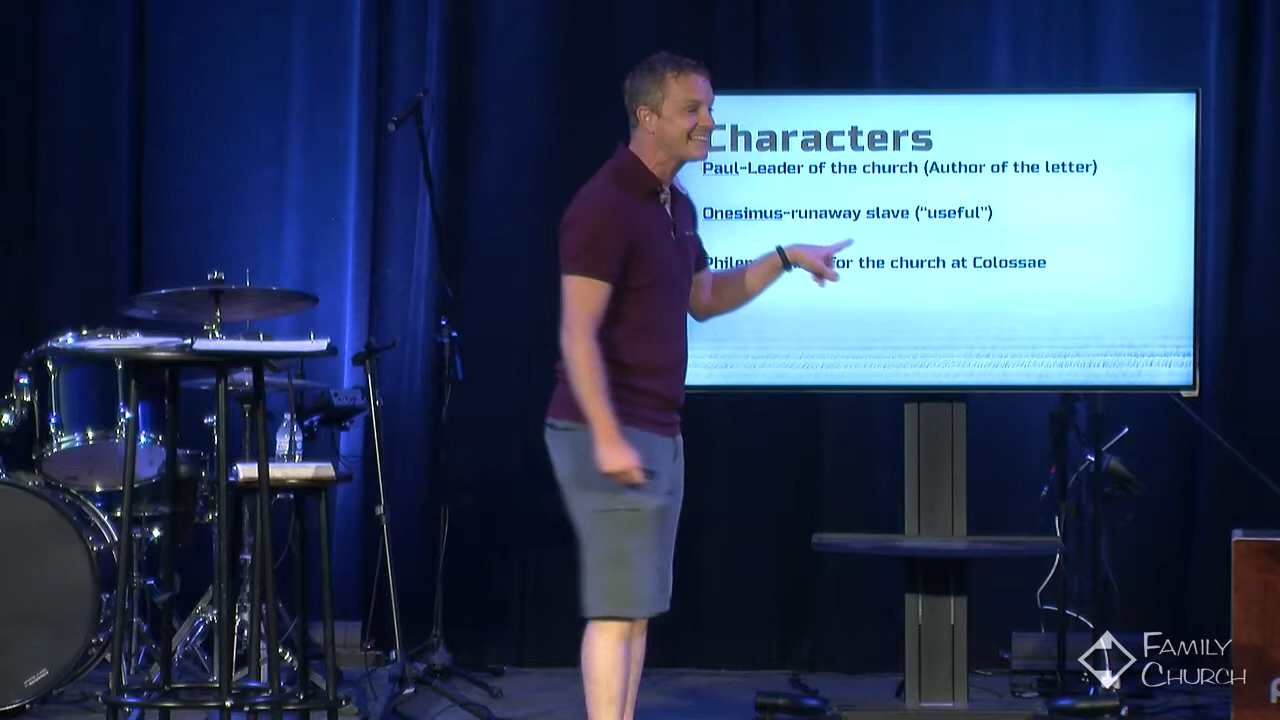 Characters
Paul-Leader of the church (Author of the letter)
Onesimus-runaway slave ("useful")
for the church at Colossae
FAMILY
CHURCH